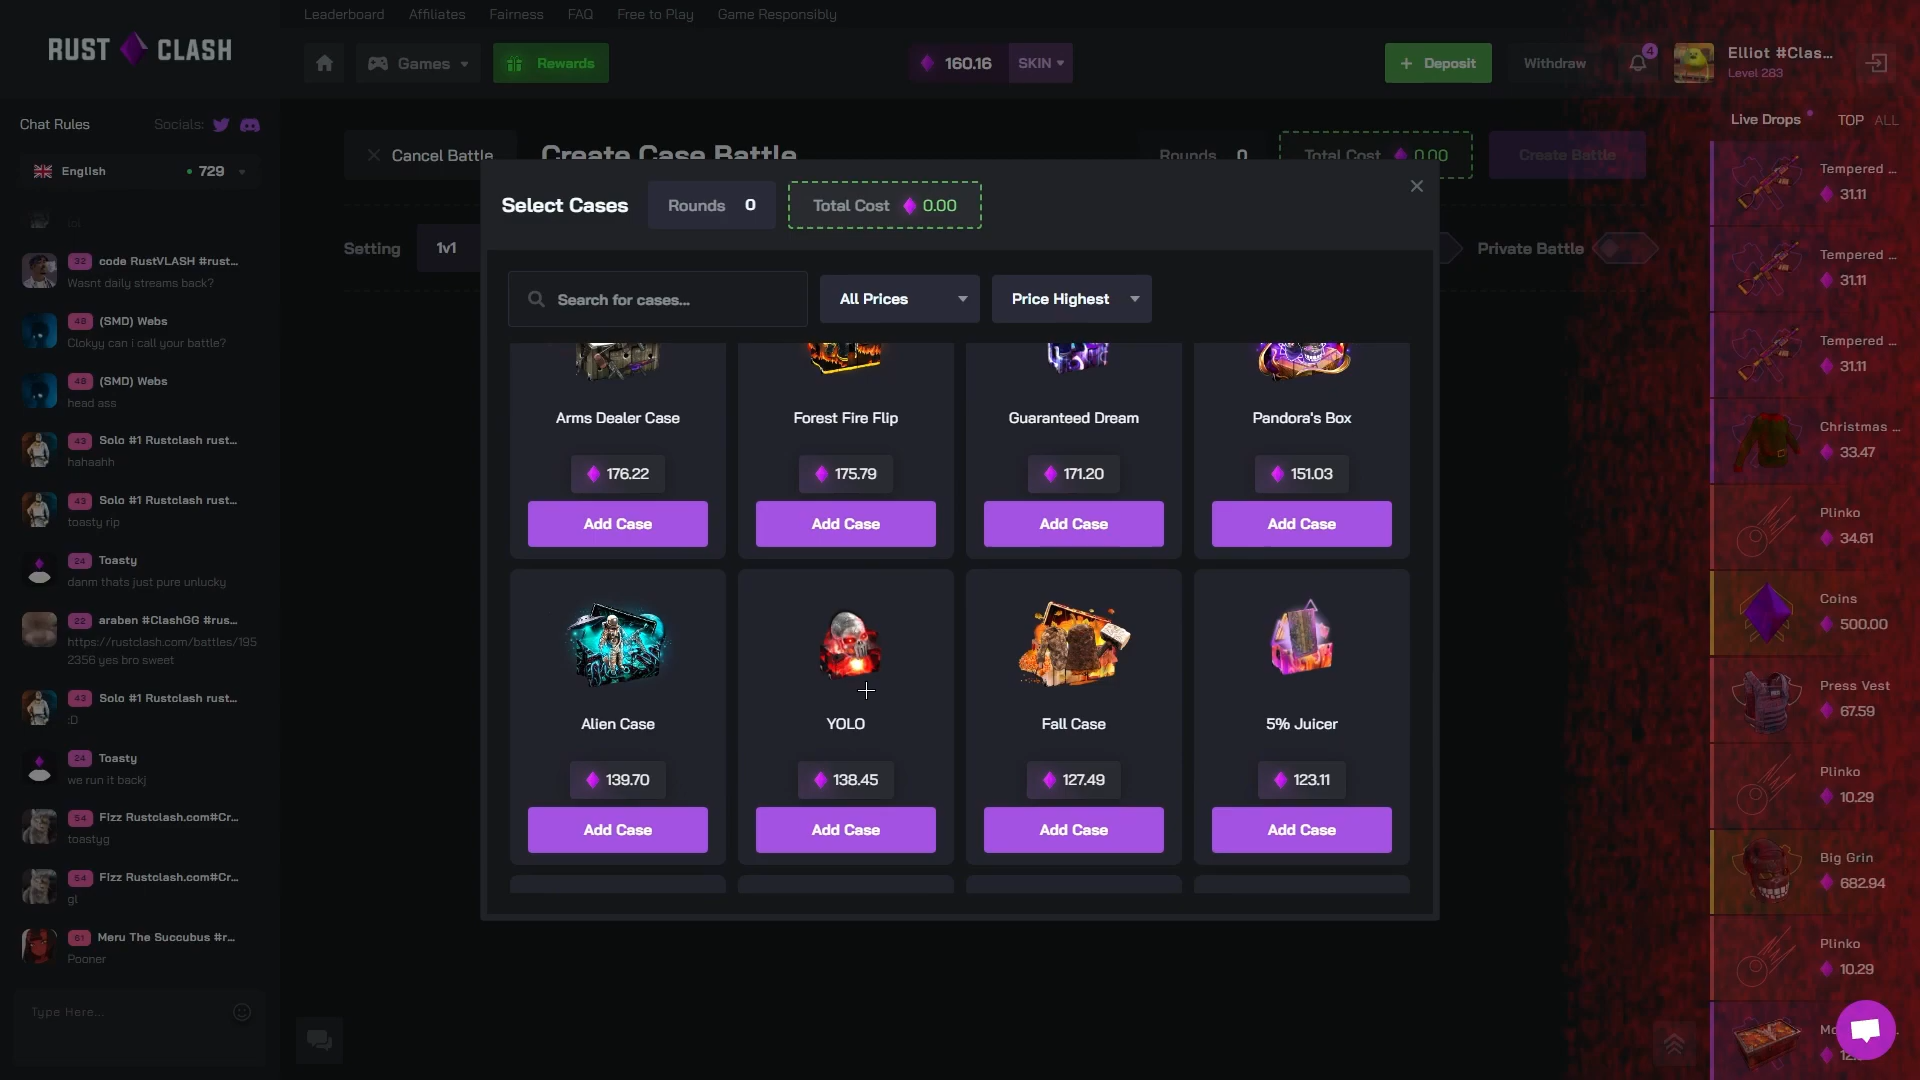 Leaderboard Affiliates Fairness FAQ Free to Play Game Responsibly
RUST CLASH
Games
Rewards
160.16
SKIN
Deposit
Withdraw
4
Elliot #Clas...
Level 283
Chat Rules
Socials:
English
729
lol
32 code RustVLASH #rust...
Wasnt daily streams back?
48 (SMD) Webs
Clokyy can i call your battle?
48 (SMD) Webs
head ass
43 Solo #1 Rustclash rust...
hahaahh
43 Solo #1 Rustclash rust...
toasty rip
24 Toasty
danm thats just pure unlucky
22 araben #ClashGG #rus...
https://rustclash.com/battles/195
2356 yes bro sweet
43 Solo #1 Rustclash rust...
:D
24 Toasty
we run it backj
54 Fizz Rustclash.com#Cr...
toastyg
54 Fizz Rustclash.com#Cr...
gl
61 Meru The Succubus #r...
Pooner
Type Here...
Cancel Battle
Create Case Battle
Rounds 0
Total Cost 0.00
Create Battle
Setting
1v1
Private Battle
Select Cases
Rounds 0
Total Cost 0.00
Search for cases...
All Prices
Price Highest
Arms Dealer Case
176.22
Add Case
Forest Fire Flip
175.79
Add Case
Guaranteed Dream
171.20
Add Case
Pandora's Box
151.03
Add Case
Alien Case
139.70
Add Case
YOLO
138.45
Add Case
Fall Case
127.49
Add Case
5% Juicer
123.11
Add Case
Live Drops
TOP
ALL
Tempered ...
31.11
Tempered ...
31.11
Tempered ...
31.11
Christmas ...
33.47
Plinko
34.61
Coins
500.00
Press Vest
67.59
Plinko
10.29
Big Grin
682.94
Plinko
10.29